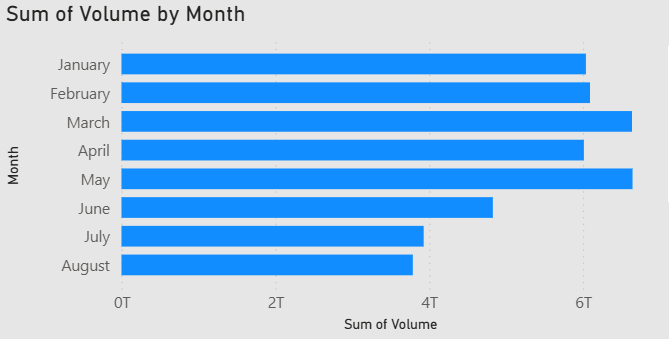 Sum of Volume by Month
Month
January
February
March
April
May
June
July
August
0T 2T 4T 6T
Sum of Volume